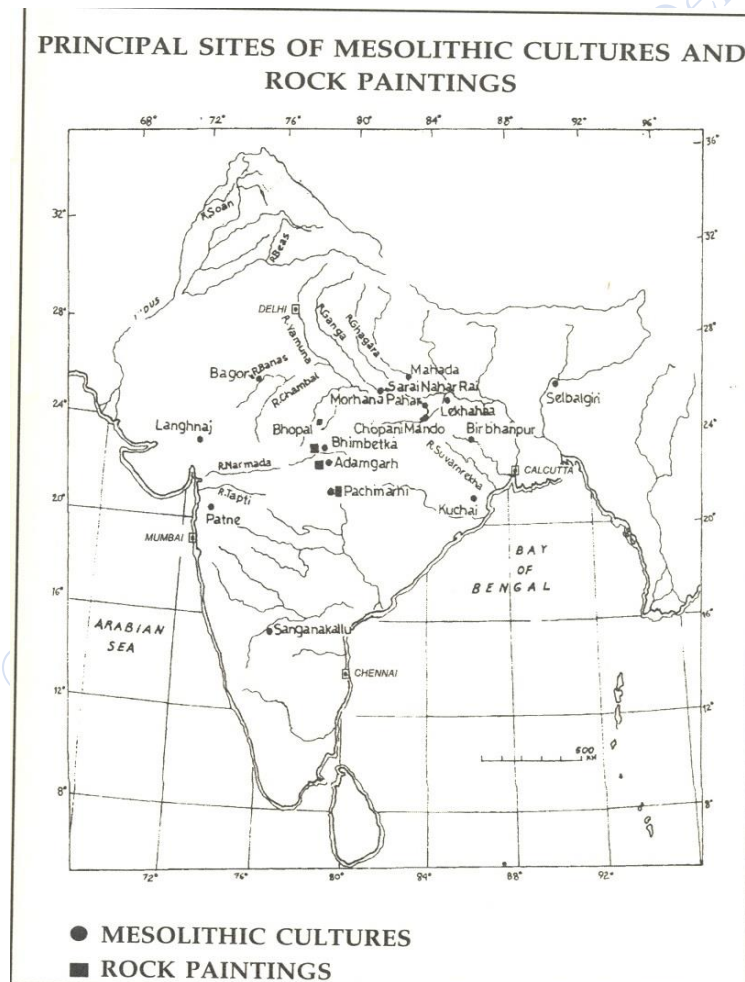 PRINCIPAL SITES OF MESOLITHIC CULTURES AND
ROCK PAINTINGS
68° 72° 76° 80° 84° 88° 92° 96°
36°
32° 32°
28° 28°
24° 24°
20° 20°
16° 16°
12° 12°
8° 8°
72° 76° 80° 84° 88° 92°
R.Soan
R.Beas
INDUS
DELHI
R.Yamuna
R.Ganga
R.Ghagara
Mahada
Bagor
R.Banas
Sarai Nahar Rai
Selbalgiri
R.Chambal
Morhana Pahar
Lekhahaa
Langhnaj
Bhopal
Chopani Mando
Birbhanpur
Bhimbetka
R.Narmada
Adamgarh
R.Suvarnrekha
CALCUTTA
R.Tapti
Pachmarhi
Kuchai
Patne
MUMBAI
BAY
OF
BENGAL
ARABIAN
SEA
Sanganakallu
CHENNAI
500
KM
MESOLITHIC CULTURES
ROCK PAINTINGS